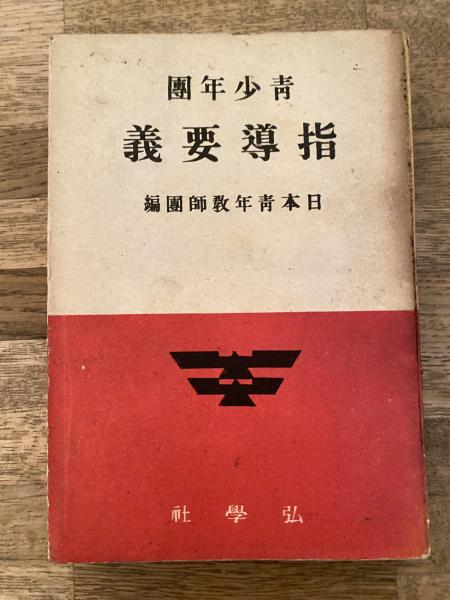 青少年團
指導要義
日本青年教師團編
弘學社